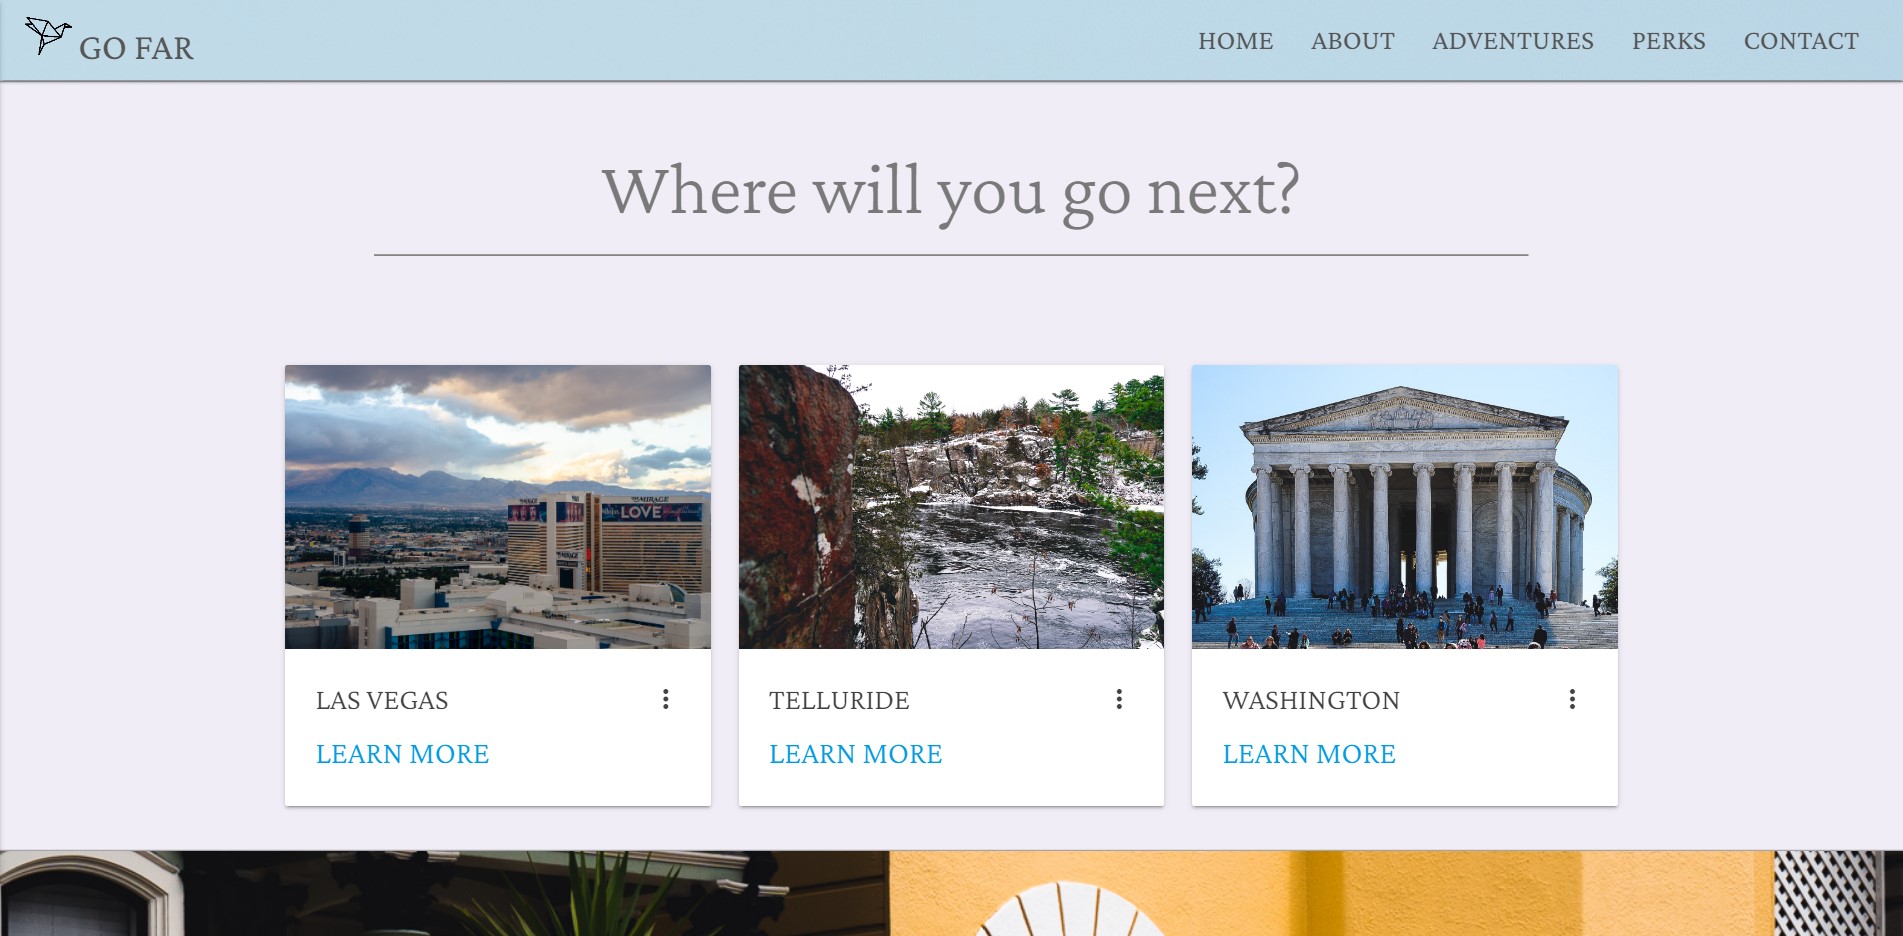 GO FAR
HOME ABOUT ADVENTURES PERKS CONTACT
Where will you go next?
MIRAGE
LOVE
LAS VEGAS
LEARN MORE
TELLURIDE
LEARN MORE
WASHINGTON
LEARN MORE